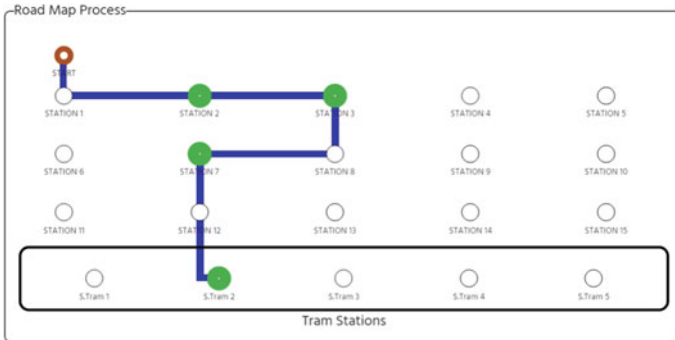 Road Map Process
START
STATION 1 STATION 2 STATION 3 STATION 4 STATION 5
STATION 6 STATION 7 STATION 8 STATION 9 STATION 10
STATION 11 STATION 12 STATION 13 STATION 14 STATION 15
S.Tram 1 S.Tram 2 S.Tram 3 S.Tram 4 S.Tram 5
Tram Stations